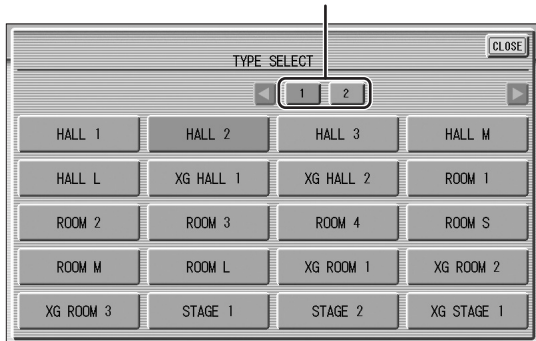 CLOSE
TYPE SELECT
1 2
HALL 1 HALL 2 HALL 3 HALL M
HALL L XG HALL 1 XG HALL 2 ROOM 1
ROOM 2 ROOM 3 ROOM 4 ROOM S
ROOM M ROOM L XG ROOM 1 XG ROOM 2
XG ROOM 3 STAGE 1 STAGE 2 XG STAGE 1